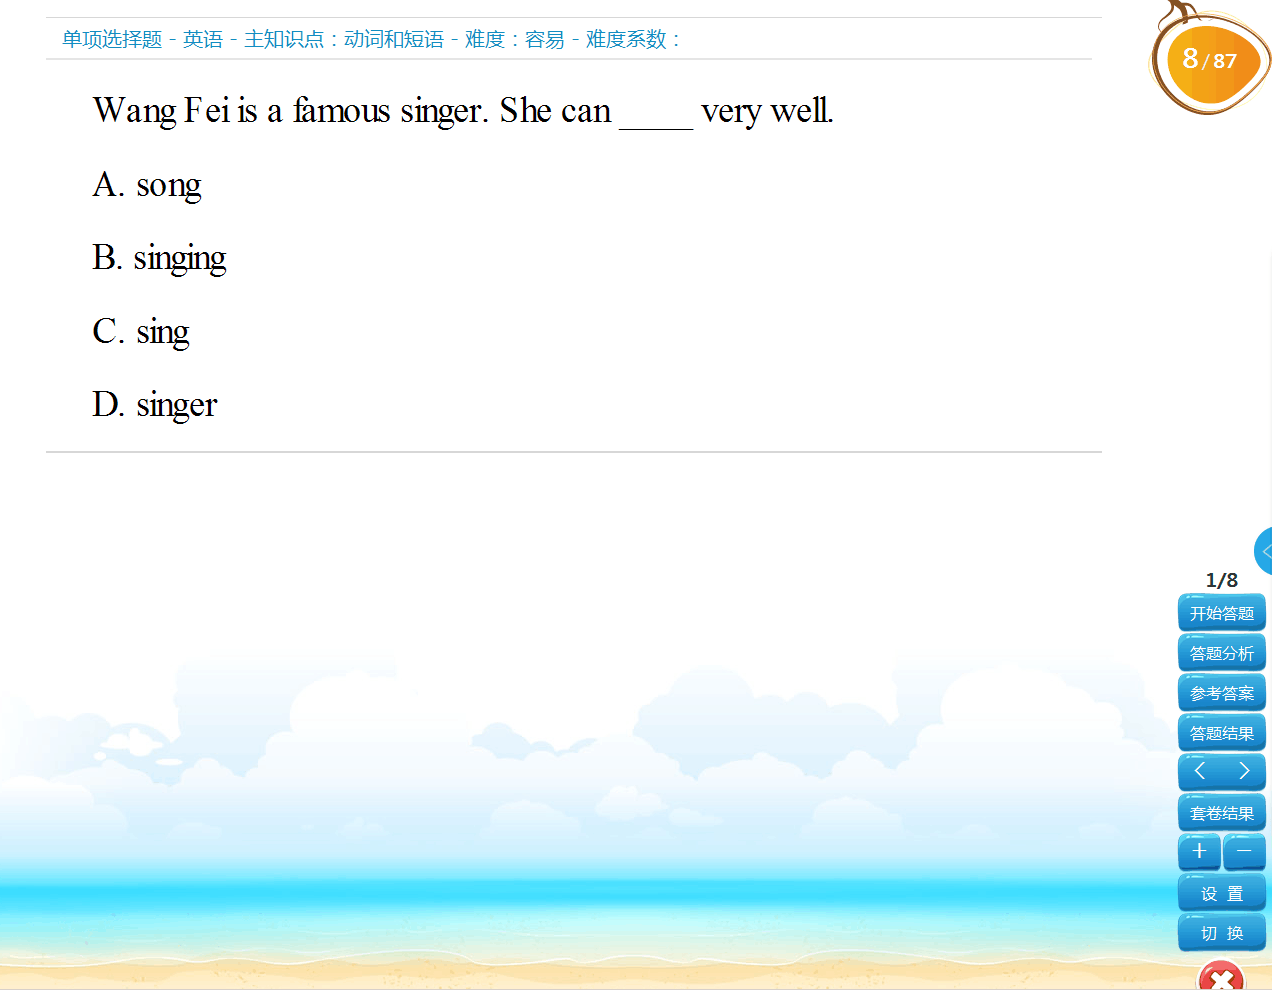 单项选择题 - 英语 - 主知识点：动词和短语 - 难度：容易 - 难度系数：
8/87
Wang Fei is a famous singer. She can ____ very well.
A. song
B. singing
C. sing
D. singer
1/8
开始答题
答题分析
参考答案
答题结果
< >
套卷结果
+ －
设 置
切 换